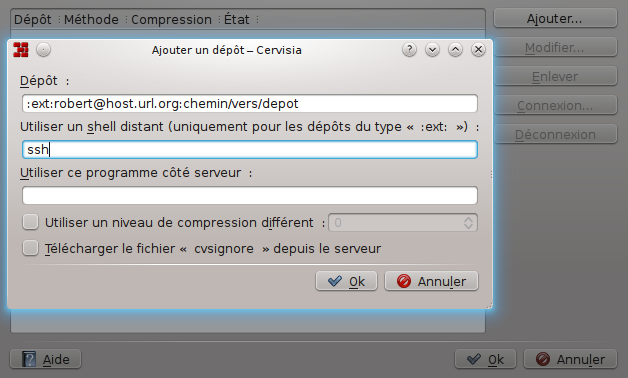 Dépôt Méthode Compression État
Ajouter...
Modifier...
Enlever
Connexion...
Déconnexion
Ajouter un dépôt – Cervisia
Dépôt :
:ext:robert@host.url.org:chemin/vers/depot
Utiliser un shell distant (uniquement pour les dépôts du type « :ext: ») :
ssh
Utiliser ce programme côté serveur :
Utiliser un niveau de compression différent : 0
Télécharger le fichier « cvsignore » depuis le serveur
Ok Annuler
Aide Ok Annuler